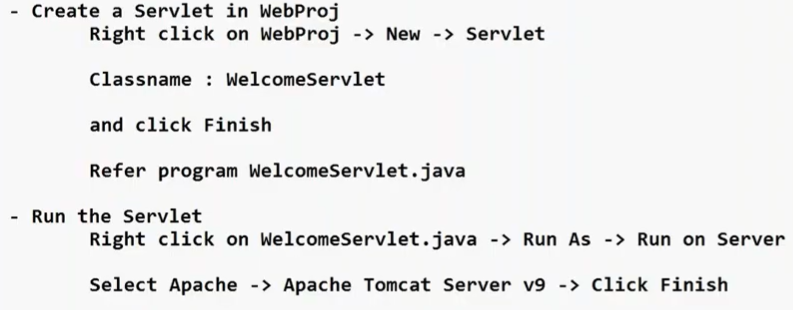 - Create a Servlet in WebProj
Right click on WebProj -> New -> Servlet
Classname : WelcomeServlet
and click Finish
Refer program WelcomeServlet.java
- Run the Servlet
Right click on WelcomeServlet.java -> Run As -> Run on Server
Select Apache -> Apache Tomcat Server v9 -> Click Finish